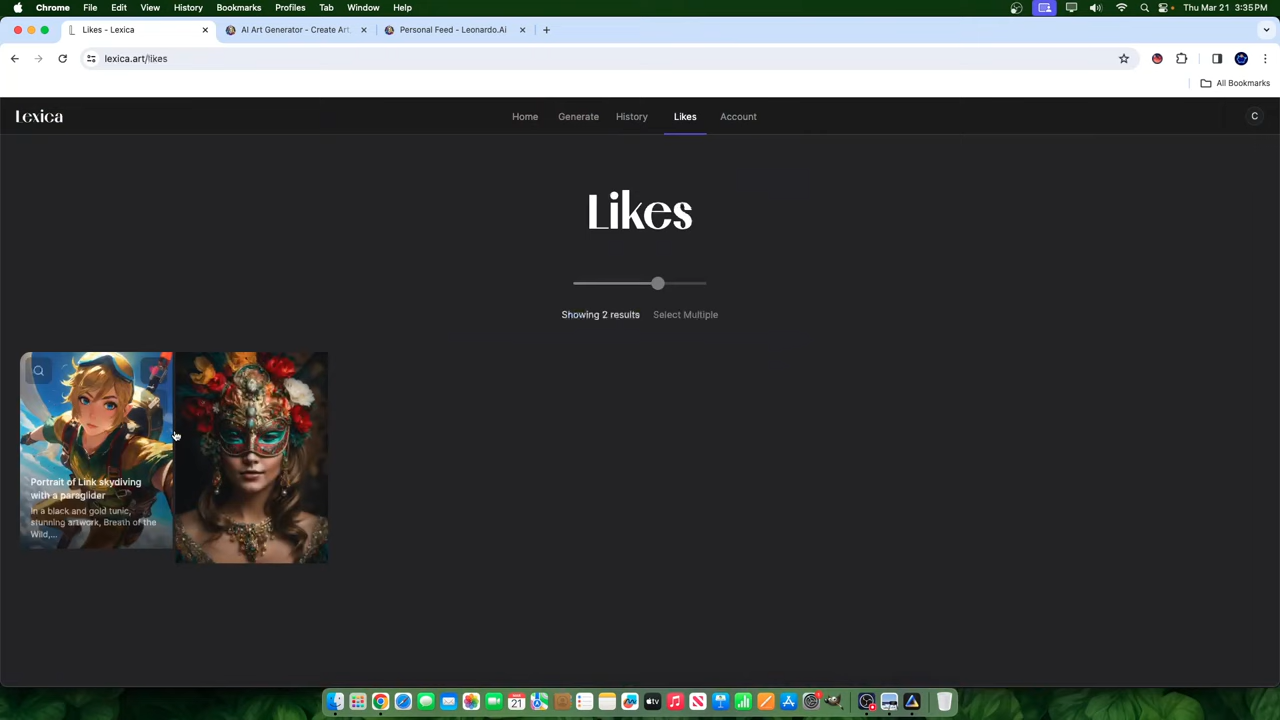 Chrome File Edit View History Bookmarks Profiles Tab Window Help Thu Mar 21 3:35 PM
Likes - Lexica AI Art Generator - Create Art Personal Feed - Leonardo.Ai
lexica.art/likes
All Bookmarks
Lexica Home Generate History Likes Account C
Likes
Showing 2 results Select Multiple
Portrait of Link skydiving
with a paraglider
In a black and gold tunic,
stunning artwork, Breath of the
Wild,...